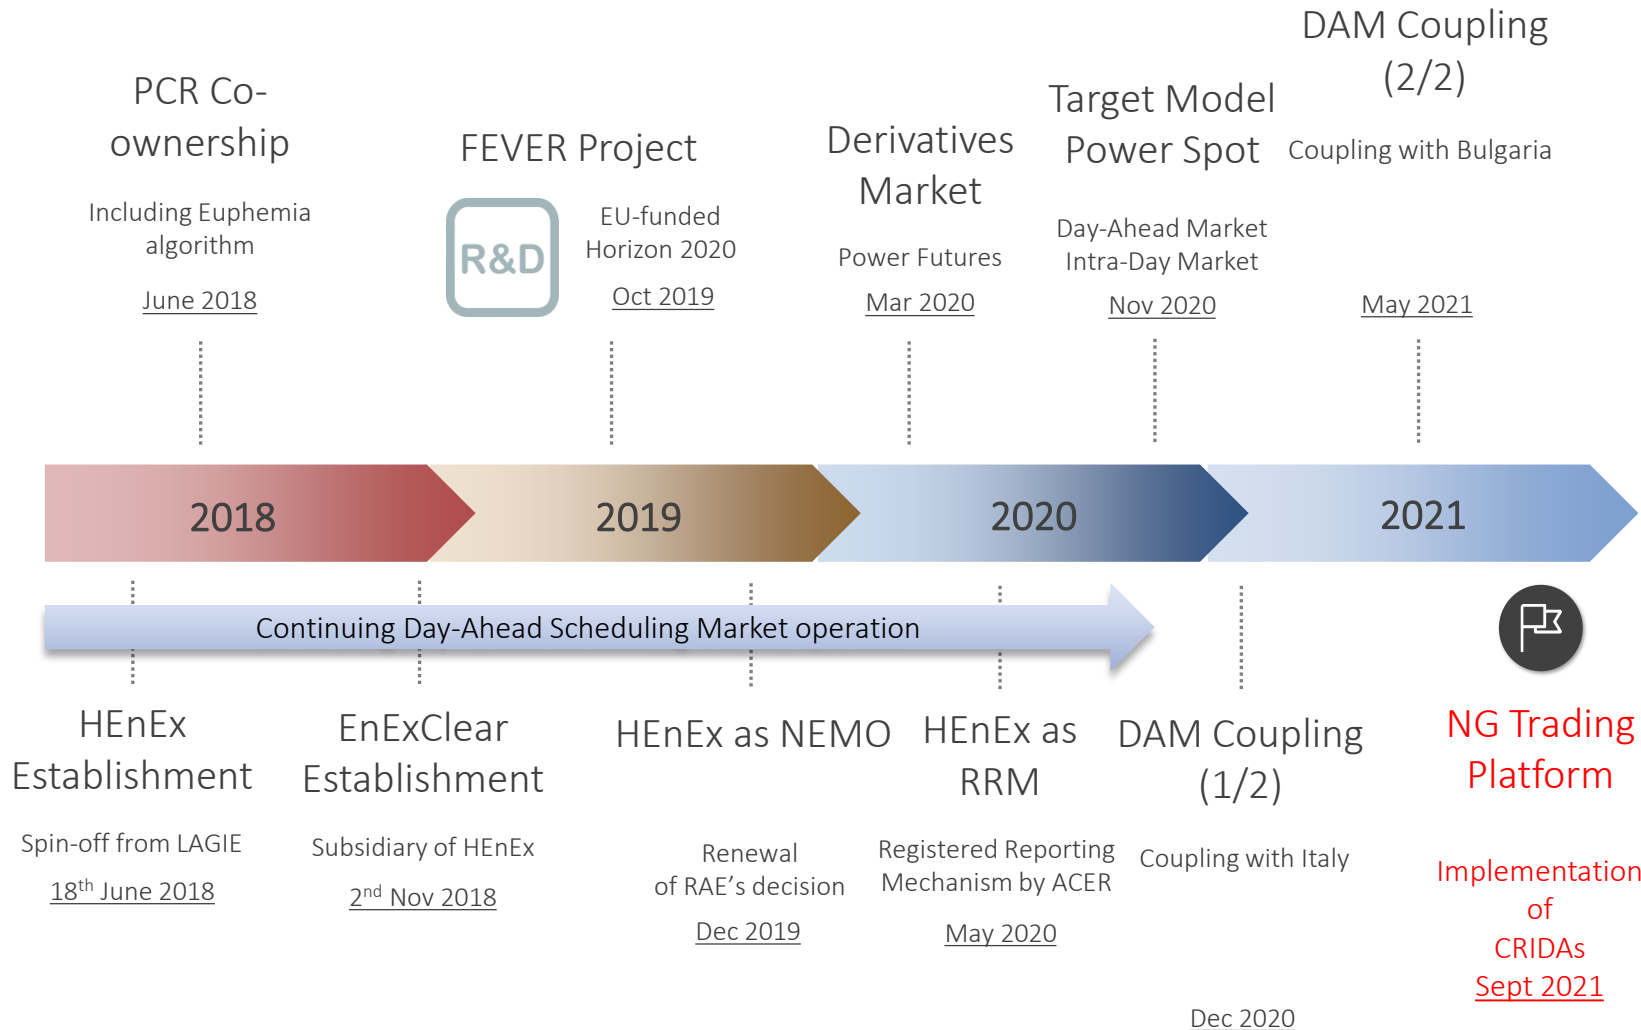 PCR Co-
ownership
Including Euphemia
algorithm
June 2018
FEVER Project
R&D
EU-funded
Horizon 2020
Oct 2019
Derivatives
Market
Power Futures
Mar 2020
Target Model
Power Spot
Day-Ahead Market
Intra-Day Market
Nov 2020
DAM Coupling
(2/2)
Coupling with Bulgaria
May 2021
2018
2019
2020
2021
Continuing Day-Ahead Scheduling Market operation
HEnEx
Establishment
Spin-off from LAGIE
18th June 2018
EnExClear
Establishment
Subsidiary of HEnEx
2nd Nov 2018
HEnEx as NEMO
Renewal
of RAE’s decision
Dec 2019
HEnEx as
RRM
Registered Reporting
Mechanism by ACER
May 2020
DAM Coupling
(1/2)
Coupling with Italy
Dec 2020
NG Trading
Platform
Implementation
of
CRIDAs
Sept 2021